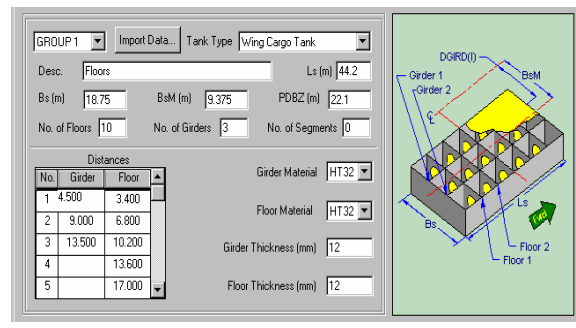 GROUP 1 Import Data... Tank Type Wing Cargo Tank
Desc. Floors Ls (m) 44.2
Bs (m) 18.75 BsM (m) 9.375 PDBZ (m) 22.1
No. of Floors 10 No. of Girders 3 No. of Segments 0
Distances
No. Girder Floor
1 4.500 3.400
2 9.000 6.800
3 13.500 10.200
4 13.600
5 17.000
Girder Material HT32
Floor Material HT32
Girder Thickness (mm) 12
Floor Thickness (mm) 12
DGIRD(I)
BsM
Girder 1
Girder 2
CL
Ls
Bs
Fwd
Floor 2
Floor 1